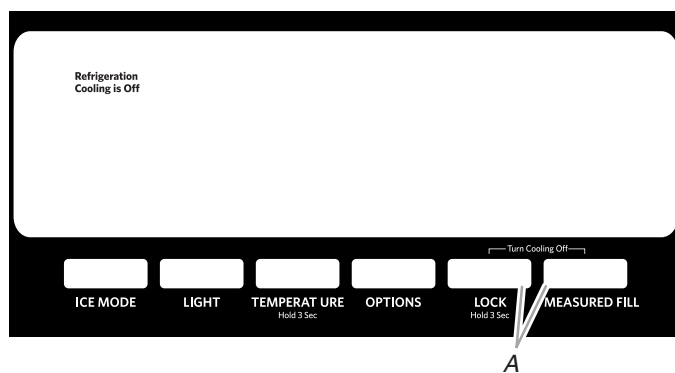 Refrigeration
Cooling is Off
Turn Cooling Off
ICE MODE LIGHT TEMPERAT URE OPTIONS LOCK MEASURED FILL
Hold 3 Sec Hold 3 Sec
A